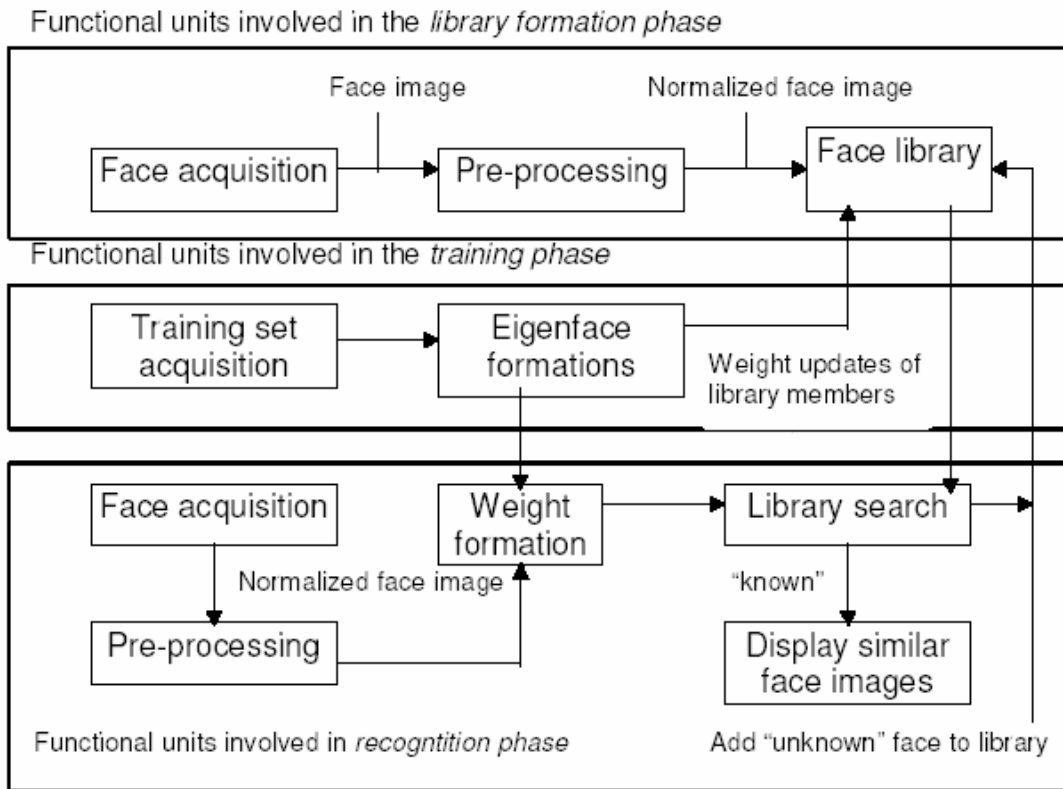 Functional units involved in the library formation phase
Face image
Normalized face image
Face acquisition
Pre-processing
Face library
Functional units involved in the training phase
Training set
acquisition
Eigenface
formations
Weight updates of
library members
Face acquisition
Weight
formation
Library search
Normalized face image
“known”
Pre-processing
Display similar
face images
Functional units involved in recogntition phase
Add “unknown” face to library